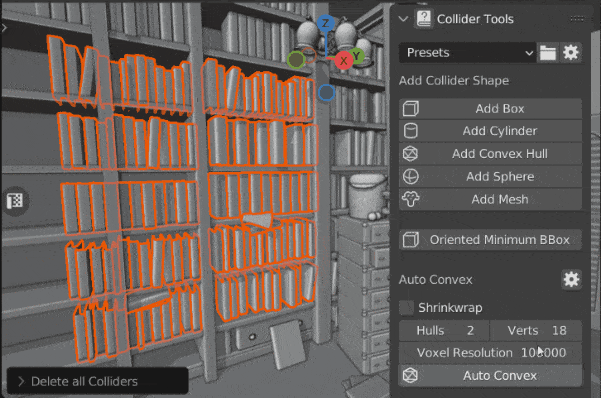 Collider Tools
Presets
Add Collider Shape
Add Box
Add Cylinder
Add Convex Hull
Add Sphere
Add Mesh
Oriented Minimum BBox
Auto Convex
Shrinkwrap
Hulls 2 Verts 18
Voxel Resolution 100000
Auto Convex
Delete all Colliders
Z
X
Y